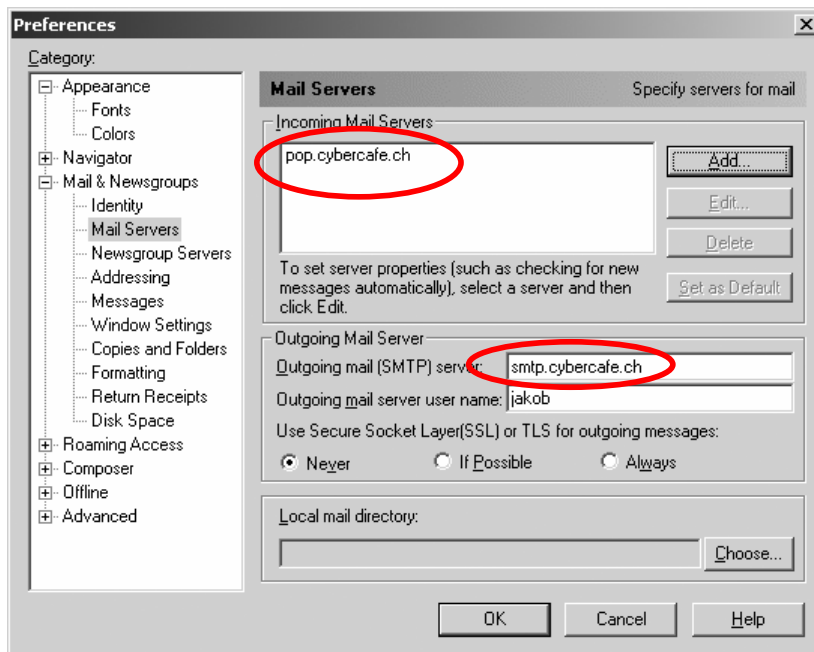 Preferences
Category:
Appearance
Fonts
Colors
Navigator
Mail & Newsgroups
Identity
Mail Servers
Newsgroup Servers
Addressing
Messages
Window Settings
Copies and Folders
Formatting
Return Receipts
Disk Space
Roaming Access
Composer
Offline
Advanced
Mail Servers Specify servers for mail
Incoming Mail Servers
pop.cybercafe.ch
Add...
Edit...
Delete
Set as Default
To set server properties (such as checking for new
messages automatically), select a server and then
click Edit.
Outgoing Mail Server
Outgoing mail (SMTP) server: smtp.cybercafe.ch
Outgoing mail server user name: jakob
Use Secure Socket Layer(SSL) or TLS for outgoing messages:
Never If Possible Always
Local mail directory:
Choose...
OK Cancel Help